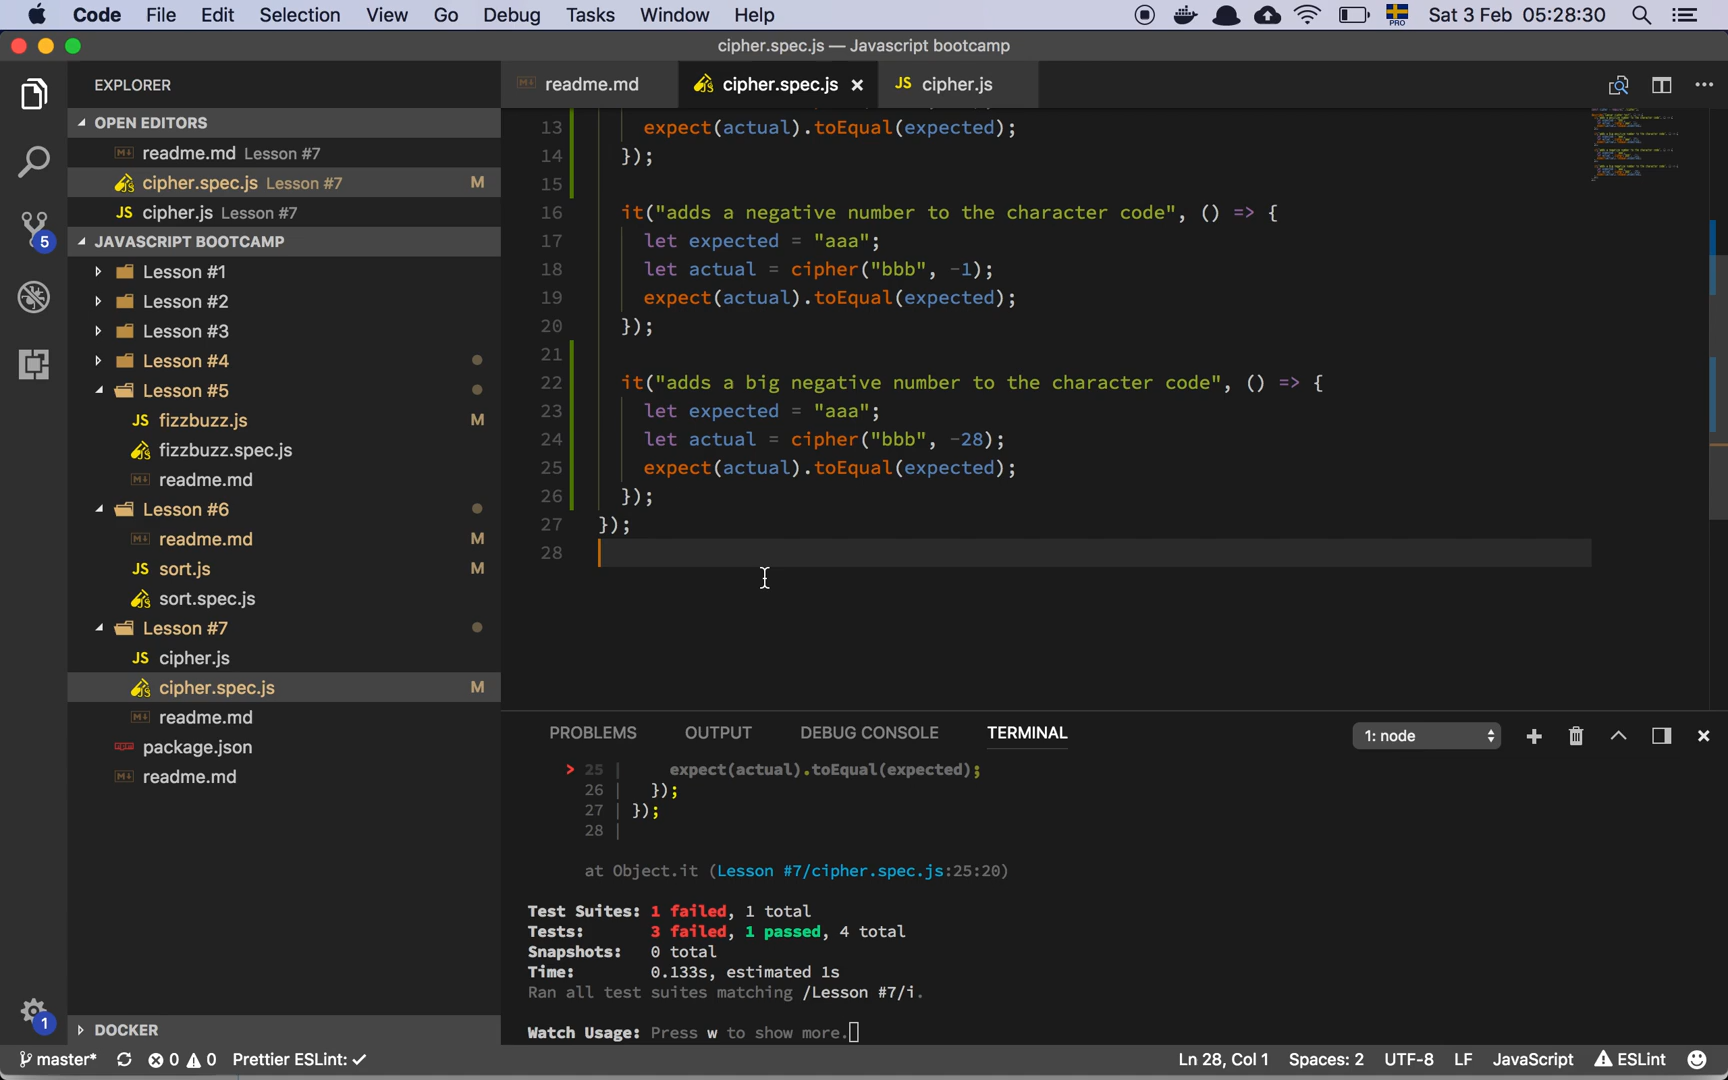 Code File Edit Selection View Go Debug Tasks Window Help PRO Sat 3 Feb 05:28:30
cipher.spec.js — Javascript bootcamp
EXPLORER
readme.md cipher.spec.js JS cipher.js
OPEN EDITORS
readme.md Lesson #7
cipher.spec.js Lesson #7 M
JS cipher.js Lesson #7
5
JAVASCRIPT BOOTCAMP
Lesson #1
Lesson #2
Lesson #3
Lesson #4
Lesson #5
JS fizzbuzz.js M
fizzbuzz.spec.js
readme.md
Lesson #6
readme.md M
JS sort.js M
sort.spec.js
Lesson #7
JS cipher.js
cipher.spec.js M
readme.md
package.json
readme.md
DOCKER
1
13 expect(actual).toEqual(expected);
14 });
15
16 it("adds a negative number to the character code", () => {
17 let expected = "aaa";
18 let actual = cipher("bbb", -1);
19 expect(actual).toEqual(expected);
20 });
21
22 it("adds a big negative number to the character code", () => {
23 let expected = "aaa";
24 let actual = cipher("bbb", -28);
25 expect(actual).toEqual(expected);
26 });
27 });
28
PROBLEMS OUTPUT DEBUG CONSOLE TERMINAL 1: node
> 25 | expect(actual).toEqual(expected);
26 | });
27 | });
28 |
at Object.it (Lesson #7/cipher.spec.js:25:20)
Test Suites: 1 failed, 1 total
Tests: 3 failed, 1 passed, 4 total
Snapshots: 0 total
Time: 0.133s, estimated 1s
Ran all test suites matching /Lesson #7/i.
Watch Usage: Press w to show more.
master* 0 0 Prettier ESLint: ✓ Ln 28, Col 1 Spaces: 2 UTF-8 LF JavaScript ESLint